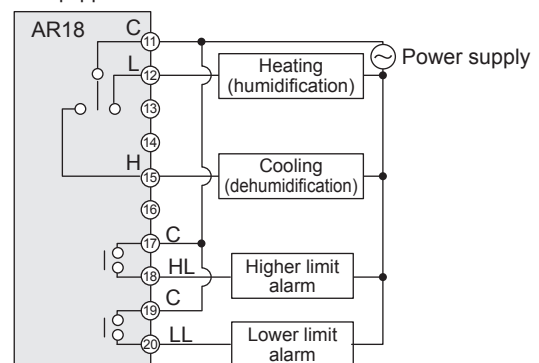 AR18
C
11
Power supply
L
12
Heating
(humidification)
13
14
H
15
Cooling
(dehumidification)
16
17
C
18
HL
Higher limit
alarm
C
19
20
LL
Lower limit
alarm